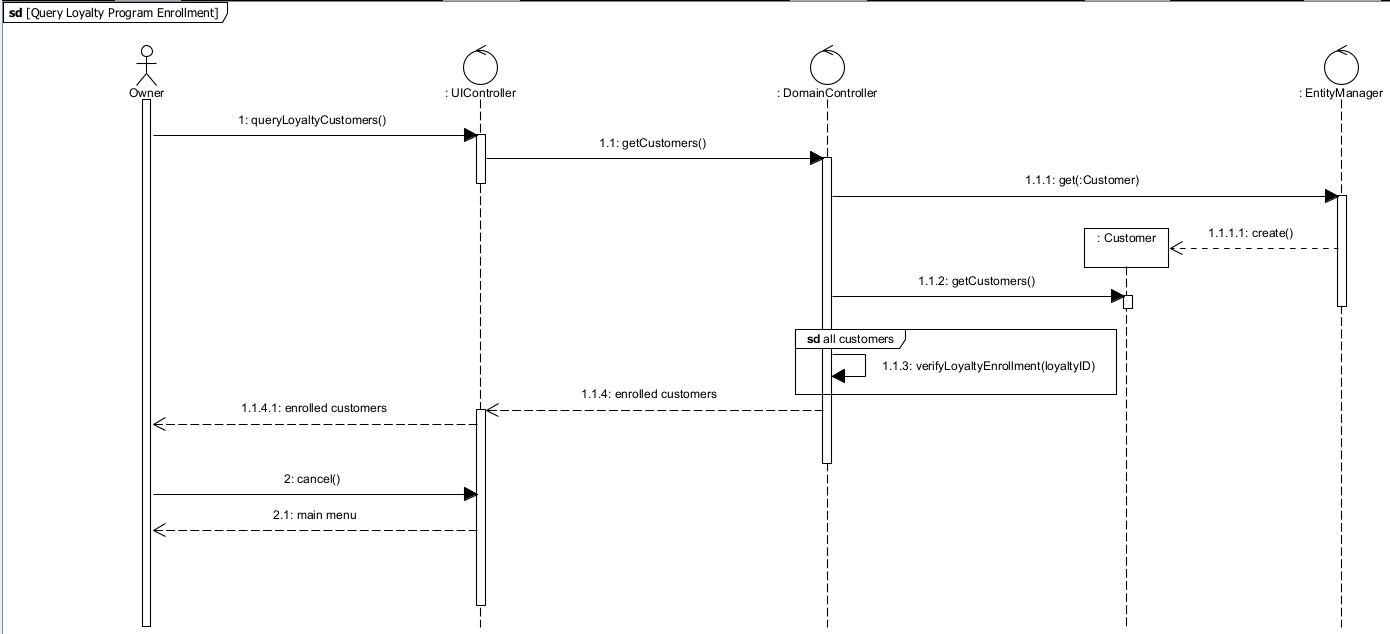 sd [Query Loyalty Program Enrollment]
Owner
: UIController
: DomainController
: EntityManager
1: queryLoyaltyCustomers()
1.1: getCustomers()
1.1.1: get(:Customer)
1.1.1.1: create()
: Customer
1.1.2: getCustomers()
sd all customers
1.1.3: verifyLoyaltyEnrollment(loyaltyID)
1.1.4: enrolled customers
1.1.4.1: enrolled customers
2: cancel()
2.1: main menu